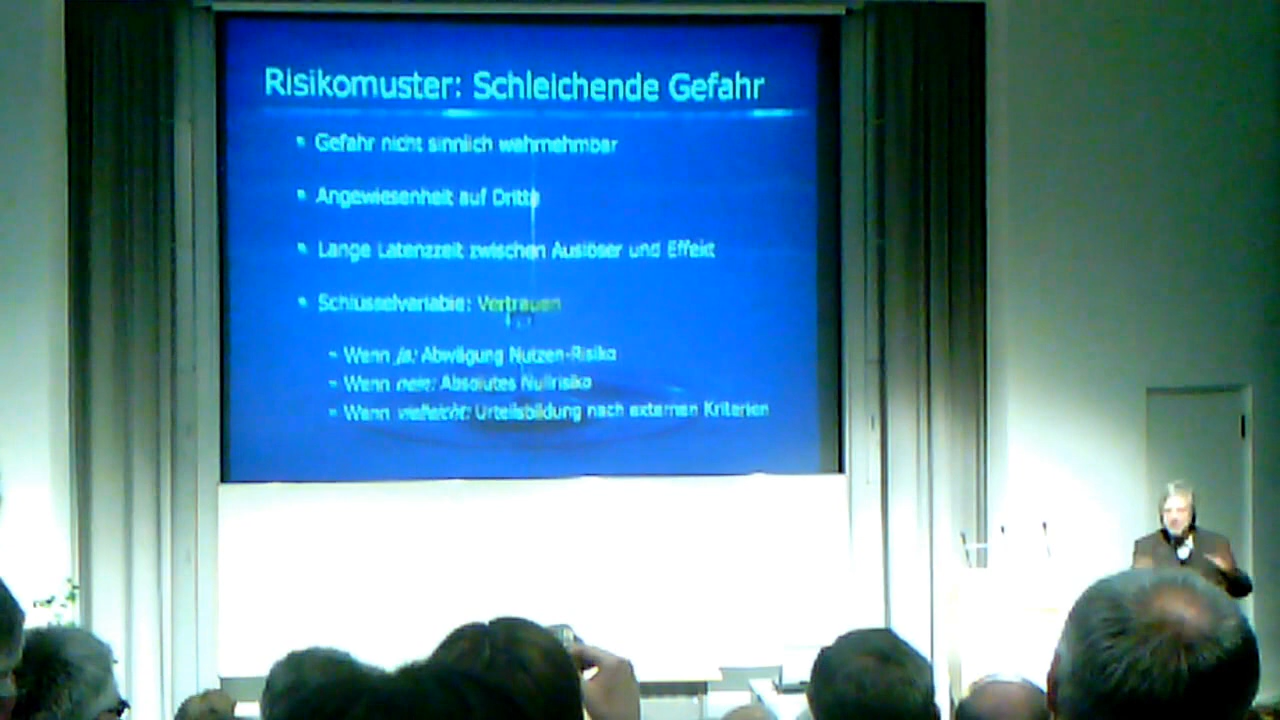 Risikomuster: Schleichende Gefahr
▪ Gefahr nicht sinnlich wahrnehmbar
▪ Angewiesenheit auf Dritte
▪ Lange Latenzzeit zwischen Auslöser und Effekt
▪ Schlüsselvariable: Vertrauen
– Wenn ja: Abwägung Nutzen-Risiko
– Wenn nein: Absolutes Nullrisiko
– Wenn vielleicht: Urteilsbildung nach externen Kriterien